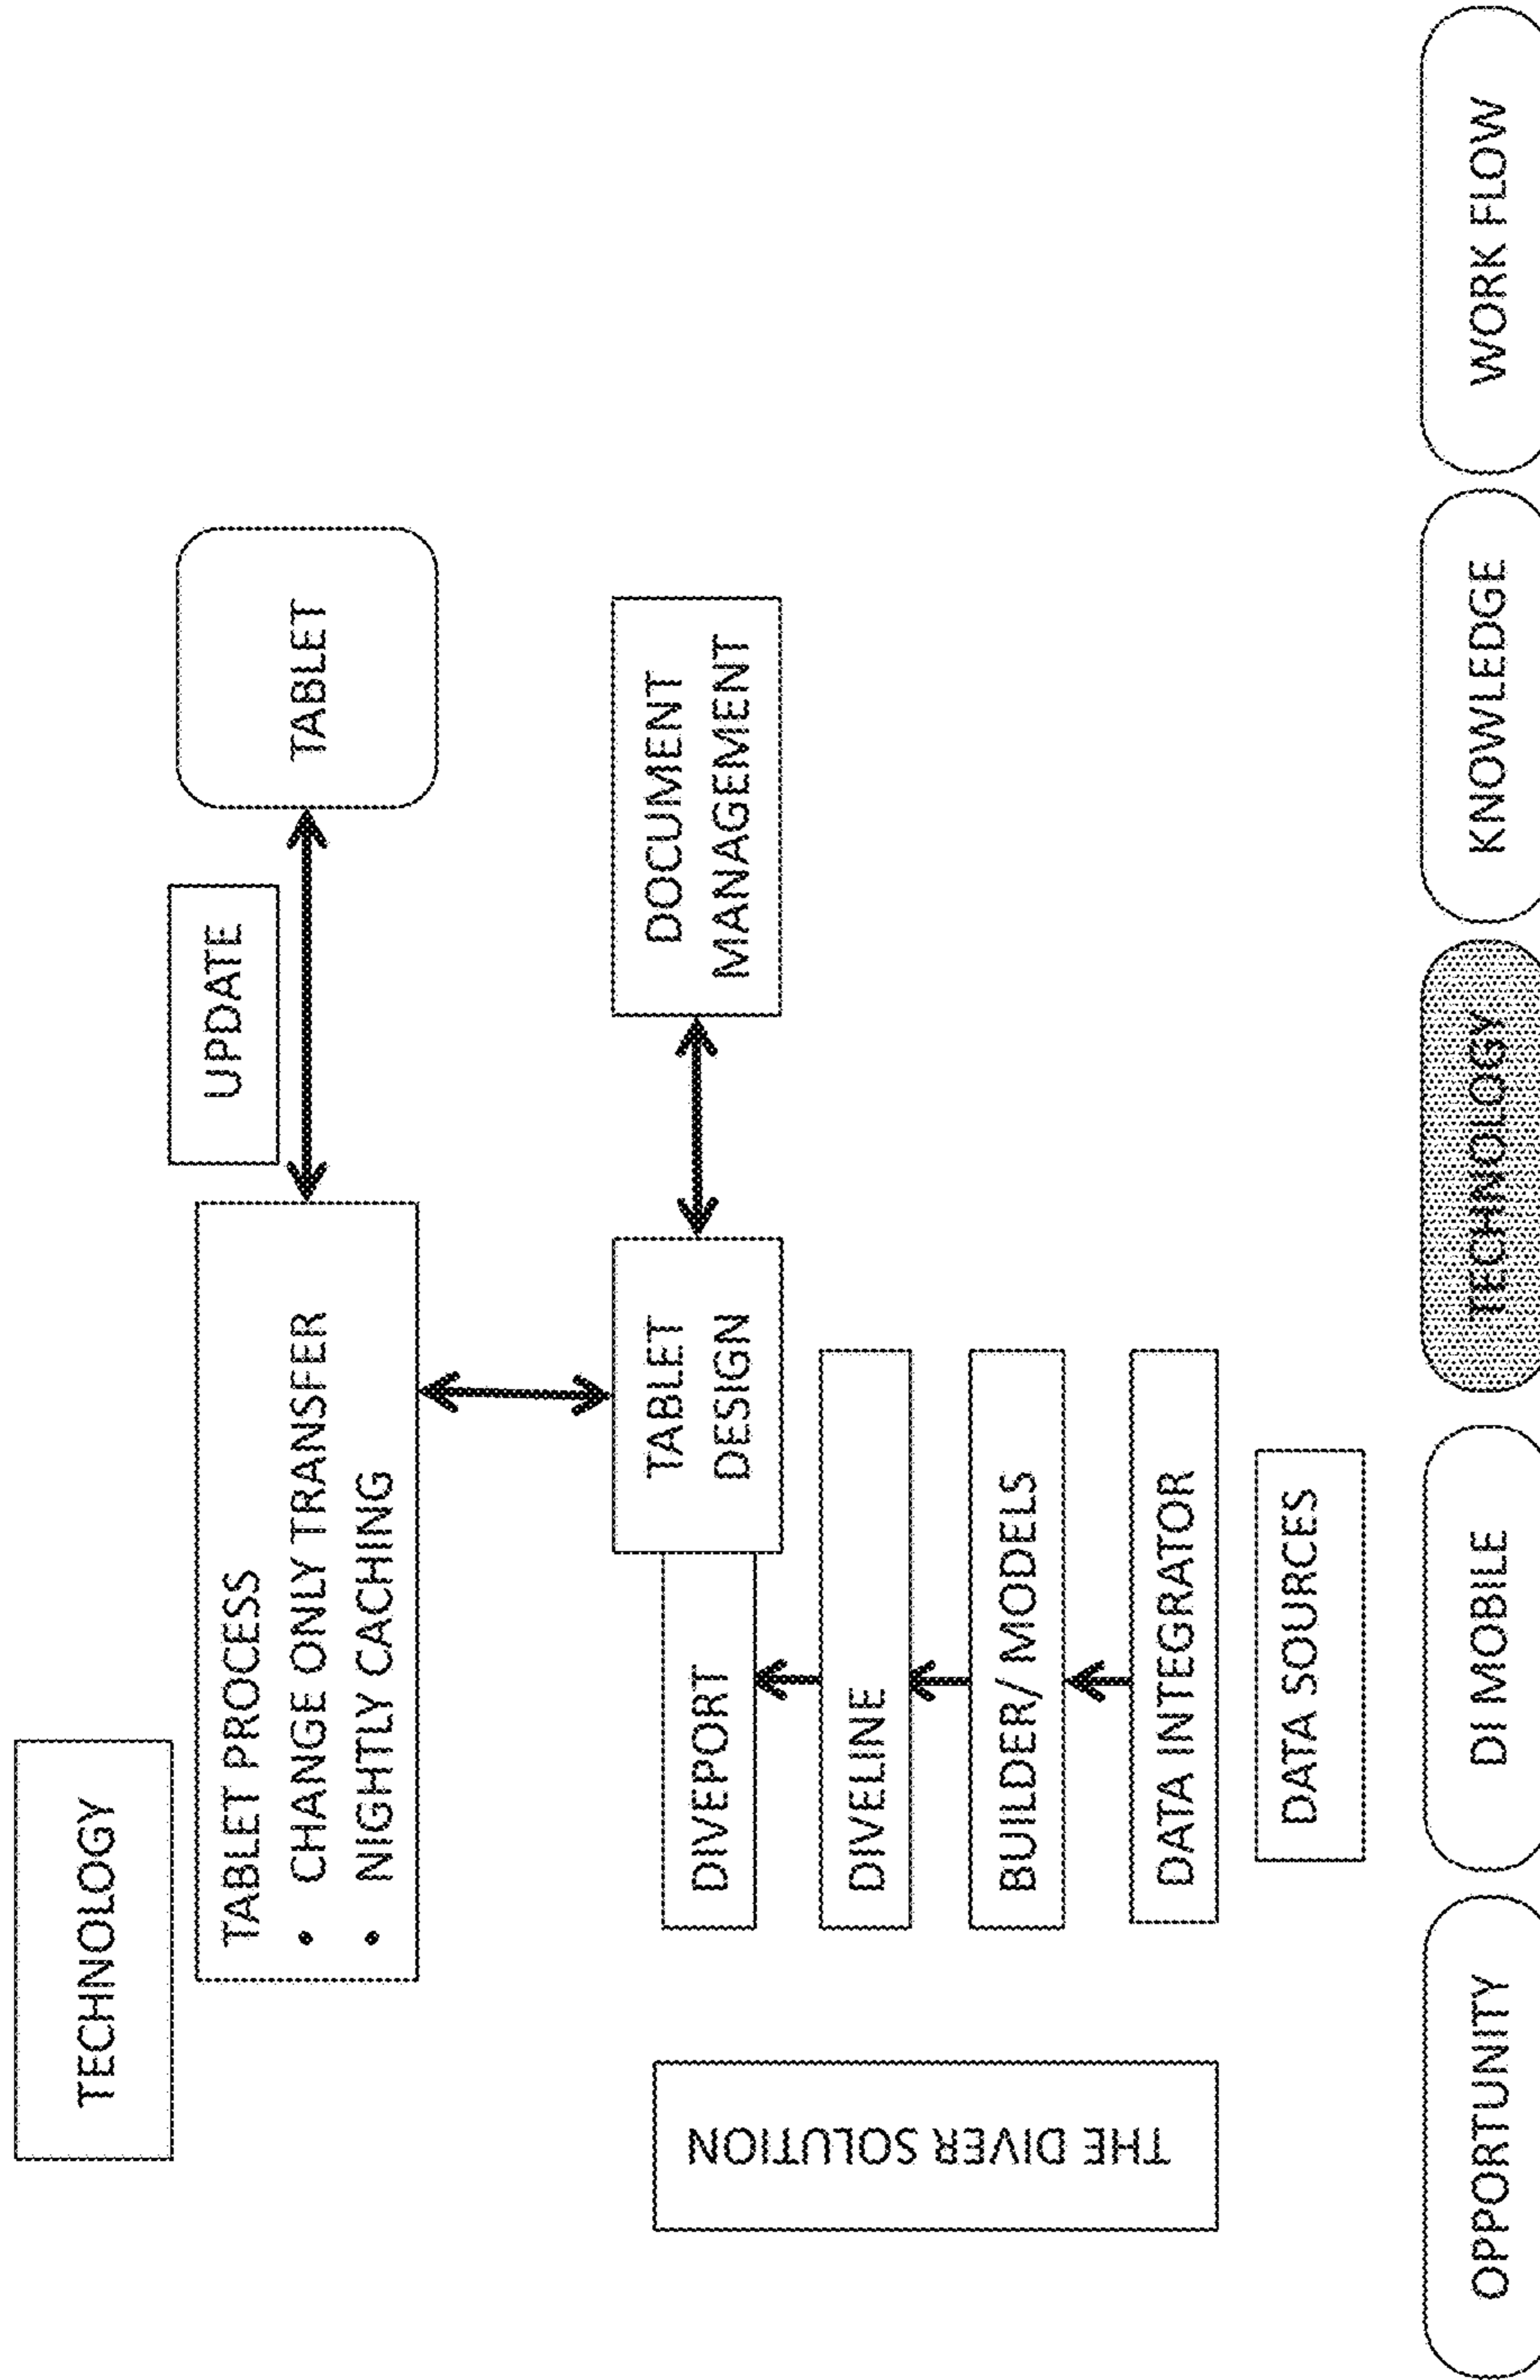 TECHNOLOGY
TABLET PROCESS
• CHANGE ONLY TRANSFER
• NIGHTLY CACHING
UPDATE
TABLET
THE DIVER SOLUTION
DIVEPORT
TABLET
DESIGN
DOCUMENT
MANAGEMENT
DIVELINE
BUILDER/ MODELS
DATA INTEGRATOR
DATA SOURCES
OPPORTUNITY
DI MOBILE
TECHNOLOGY
KNOWLEDGE
WORK FLOW